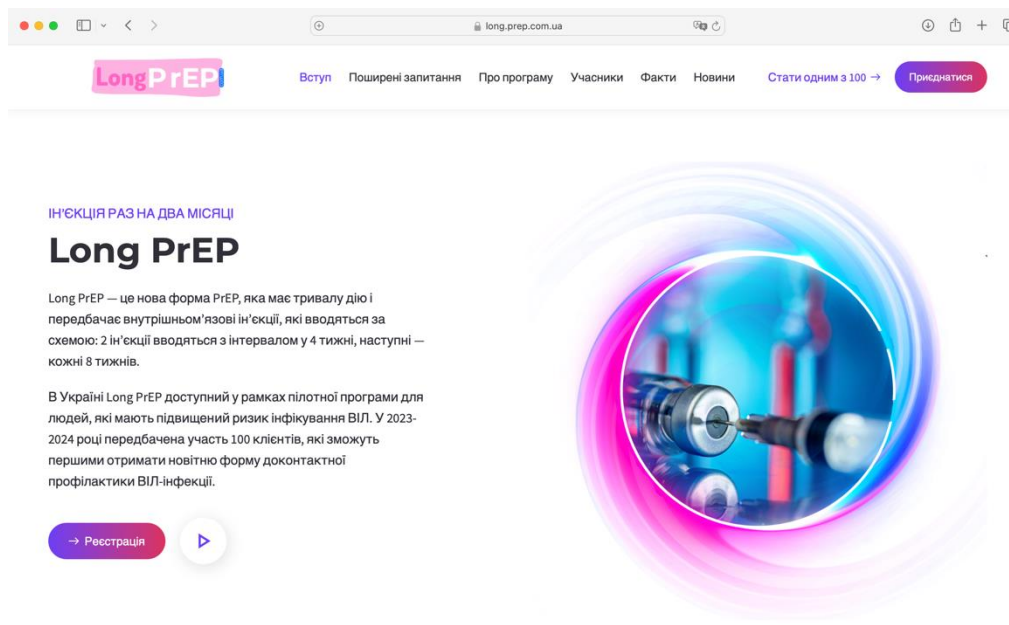 long.prep.com.ua
LongPrEP
Вступ Поширені запитання Про програму Учасники Факти Новини Стати одним з 100 → Приєднатися
ІН'ЄКЦІЯ РАЗ НА ДВА МІСЯЦІ
Long PrEP
Long PrEP — це нова форма PrEP, яка має тривалу дію і
передбачає внутрішньом'язові ін'єкції, які вводяться за
схемою: 2 ін'єкції вводяться з інтервалом у 4 тижні, наступні —
кожні 8 тижнів.
В Україні Long PrEP доступний у рамках пілотної програми для
людей, які мають підвищений ризик інфікування ВІЛ. У 2023-
2024 році передбачена участь 100 клієнтів, які зможуть
першими отримати новітню форму доконтактної
профілактики ВІЛ-інфекції.
→ Реєстрація